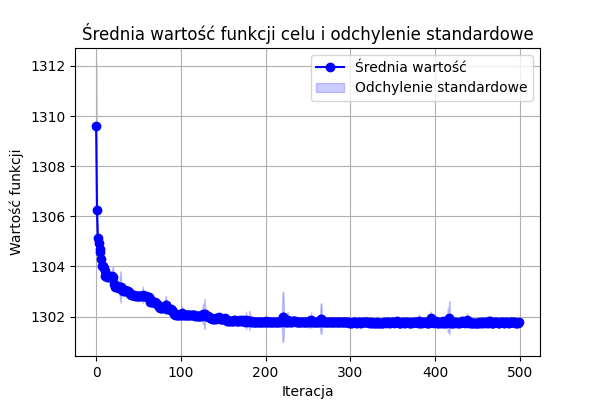 Średnia wartość funkcji celu i odchylenie standardowe
Średnia wartość
Odchylenie standardowe
Wartość funkcji
1312
1310
1308
1306
1304
1302
0 100 200 300 400 500
Iteracja